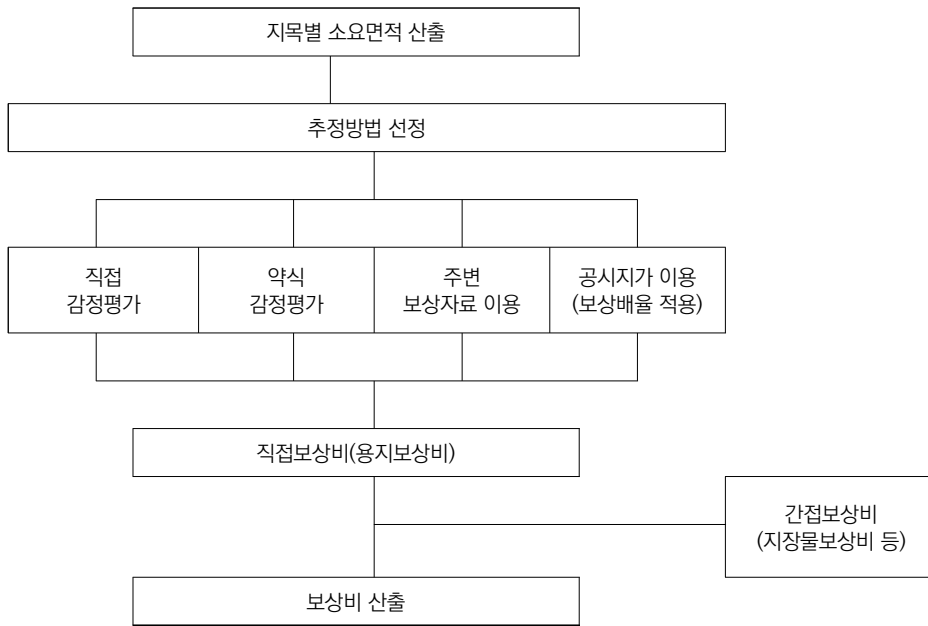 지목별 소요면적 산출
추정방법 선정
직접
감정평가
약식
감정평가
주변
보상자료 이용
공시지가 이용
(보상배율 적용)
직접보상비(용지보상비)
간접보상비
(지장물보상비 등)
보상비 산출